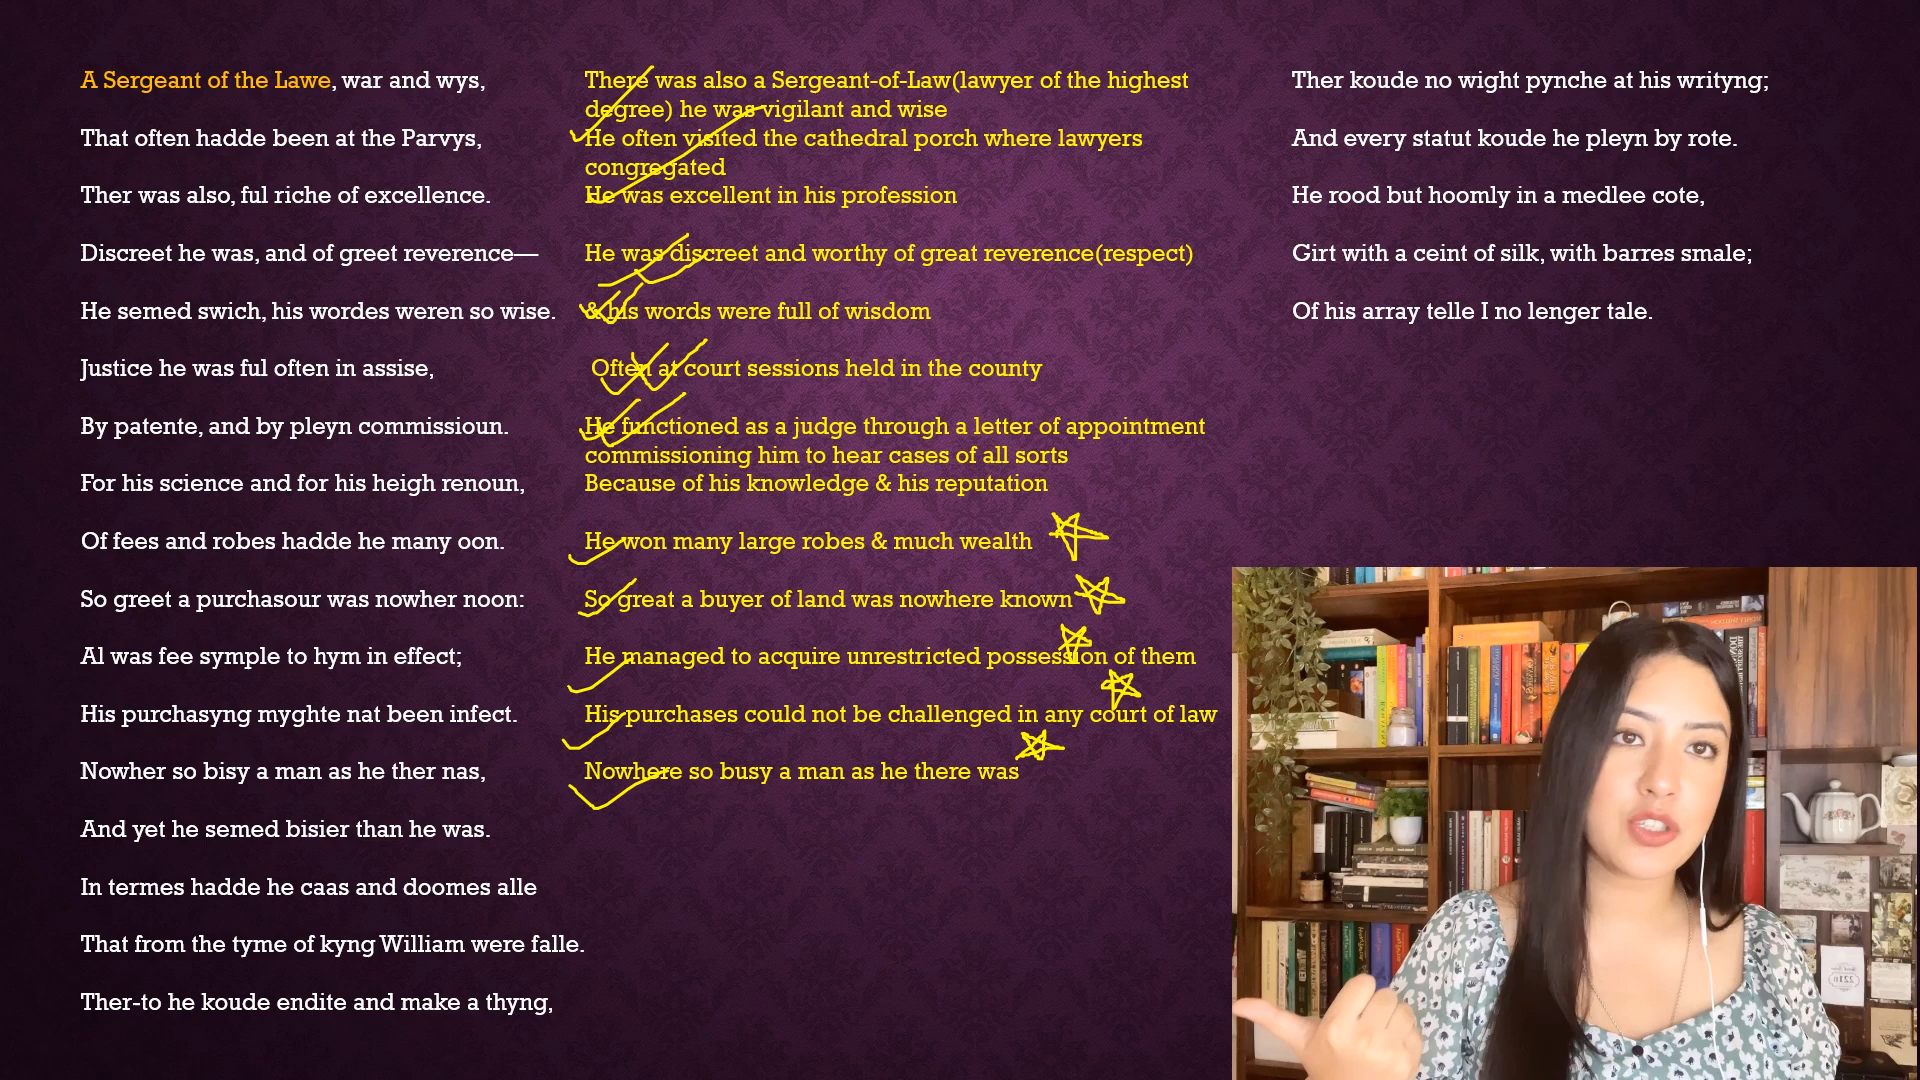 A Sergeant of the Lawe, war and wys,
That often hadde been at the Parvys,
Ther was also, ful riche of excellence.
Discreet he was, and of greet reverence—
He semed swich, his wordes weren so wise.
Justice he was ful often in assise,
By patente, and by pleyn commissioun.
For his science and for his heigh renoun,
Of fees and robes hadde he many oon.
So greet a purchasour was nowher noon:
Al was fee symple to hym in effect;
His purchasyng myghte nat been infect.
Nowher so bisy a man as he ther nas,
And yet he semed bisier than he was.
In termes hadde he caas and doomes alle
That from the tyme of kyng William were falle.
Ther-to he koude endite and make a thyng,
There was also a Sergeant-of-Law(lawyer of the highest
degree) he was vigilant and wise
He often visited the cathedral porch where lawyers
congregated
He was excellent in his profession
He was discreet and worthy of great reverence(respect)
& his words were full of wisdom
Often at court sessions held in the county
He functioned as a judge through a letter of appointment
commissioning him to hear cases of all sorts
Because of his knowledge & his reputation
He won many large robes & much wealth
So great a buyer of land was nowhere known
He managed to acquire unrestricted possession of them
His purchases could not be challenged in any court of law
Nowhere so busy a man as he there was
Ther koude no wight pynche at his writyng;
And every statut koude he pleyn by rote.
He rood but hoomly in a medlee cote,
Girt with a ceint of silk, with barres smale;
Of his array telle I no lenger tale.